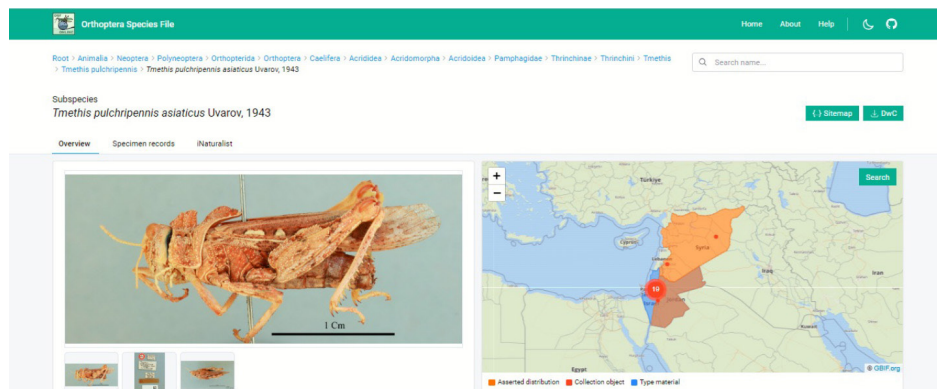 Orthoptera Species File
Home About Help
Root > Animalia > Neoptera > Polyneoptera > Orthopterida > Orthoptera > Caelifera > Acrididea > Acridomorpha > Acridoidea > Pamphagidae > Thrinchinae > Thrinchini > Tmethis
> Tmethis pulchripennis > Tmethis pulchripennis asiaticus Uvarov, 1943
Search name...
Subspecies
Tmethis pulchripennis asiaticus Uvarov, 1943
{.} Sitemap DwC
Overview Specimen records iNaturalist
+
−
Search
Türkiye
Cyprus
Syria
Iraq
Iran
19
Kuwait
Egypt
1 Cm
© GBIF.org
Asserted distribution Collection object Type material